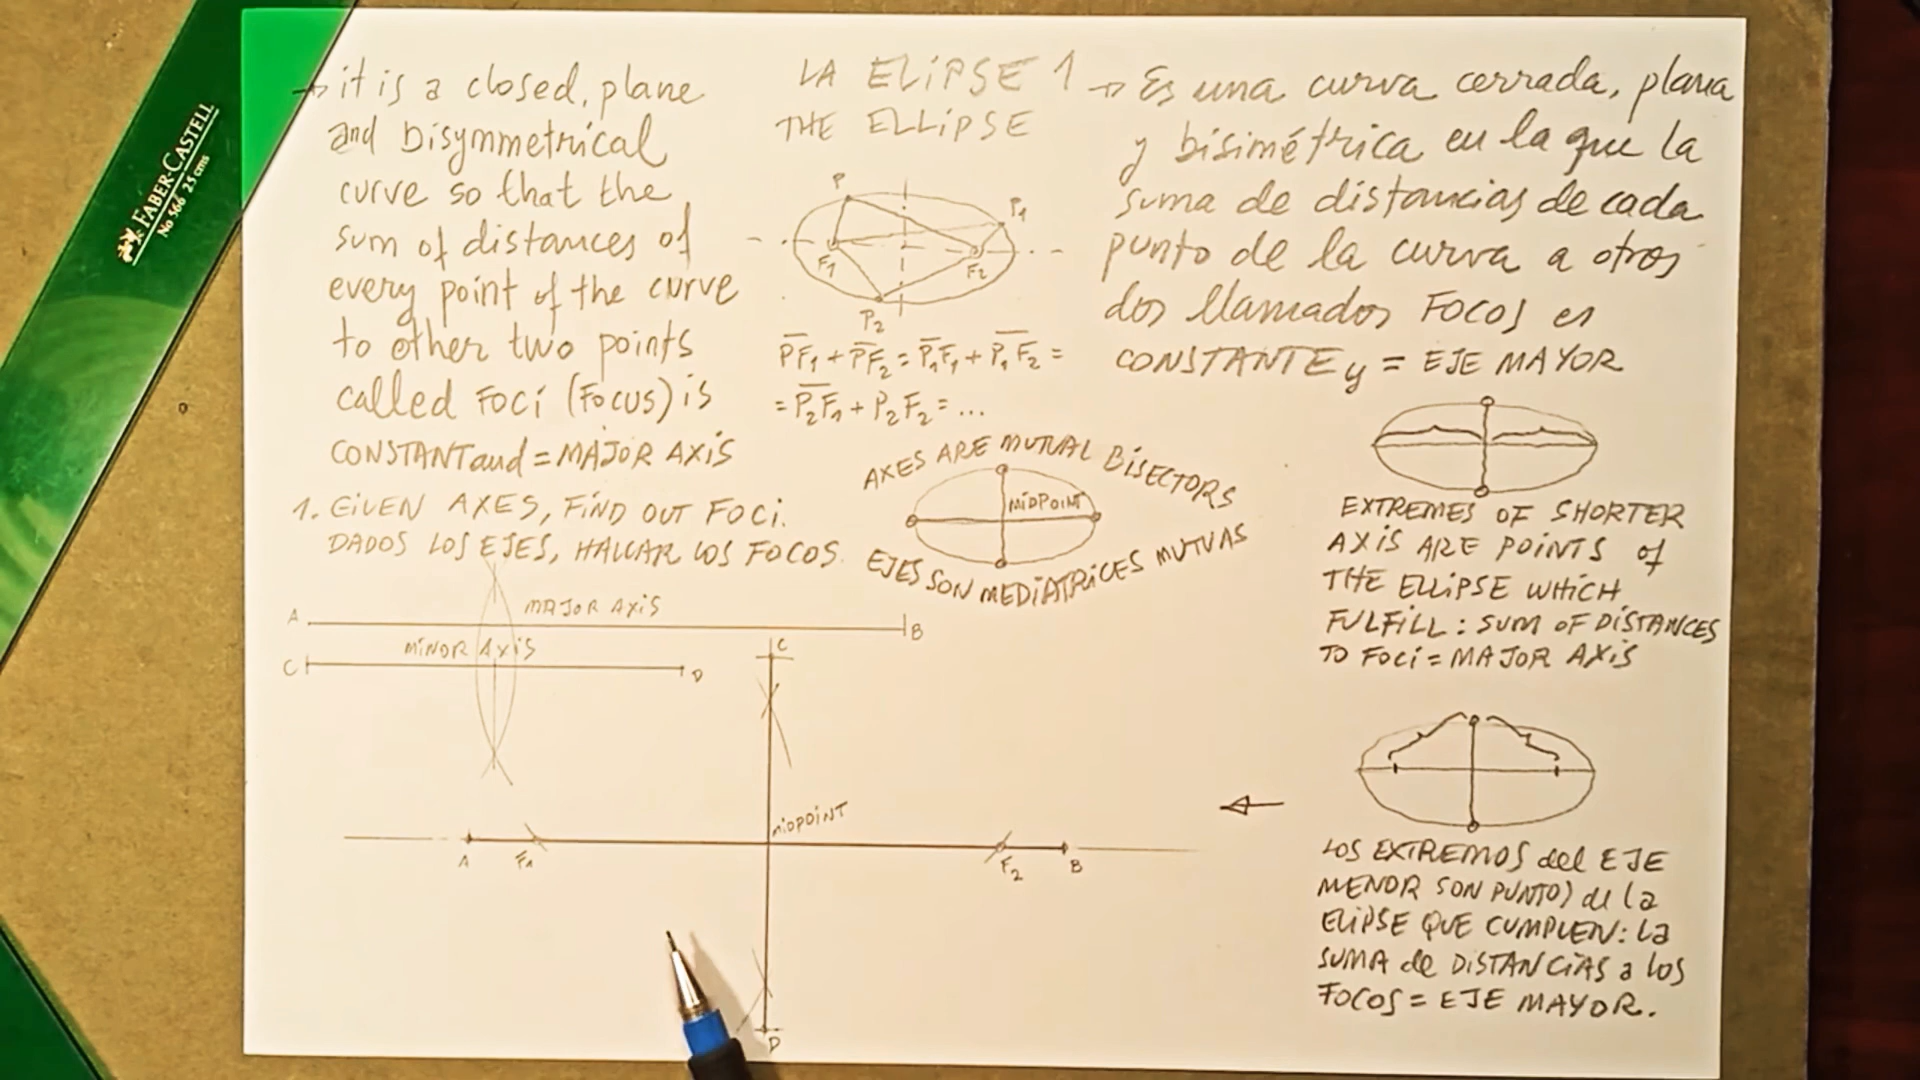 FABER-CASTELL
No 566 25 cms
LA ELIPSE 1
THE ELLIPSE
→ it is a closed, plane
and Bisymmetrical
curve so that the
sum of distances of
every point of the curve
to other two points
called Foci (Focus) is
CONSTANT and = MAJOR AXIS
P
P1
F1
F2
P2
PF1 + PF2 = P1F1 + P1F2 =
= P2F1 + P2F2 = ...
→ Es una curva cerrada, plana
y bisimétrica en la que la
suma de distancias de cada
punto de la curva a otros
dos llamados FOCOS es
CONSTANTE y = EJE MAYOR
AXES ARE MUTUAL BISECTORS
MIDPOINT
EJES SON MEDIATRICES MUTUAS
EXTREMES OF SHORTER
AXIS ARE POINTS of
THE ELLIPSE WHICH
FULFILL: SUM OF DISTANCES
TO FOCI = MAJOR AXIS
1. GIVEN AXES, FIND OUT FOCI.
DADOS LOS EJES, HALLAR LOS FOCOS.
A
MAJOR AXIS
B
C
MINOR AXIS
D
C
MIDPOINT
A
F1
F2
B
D
LOS EXTREMOS del EJE
MENOR SON PUNTOS de la
ELIPSE QUE CUMPLEN: La
SUMA de DISTANCIAS a los
FOCOS = EJE MAYOR.